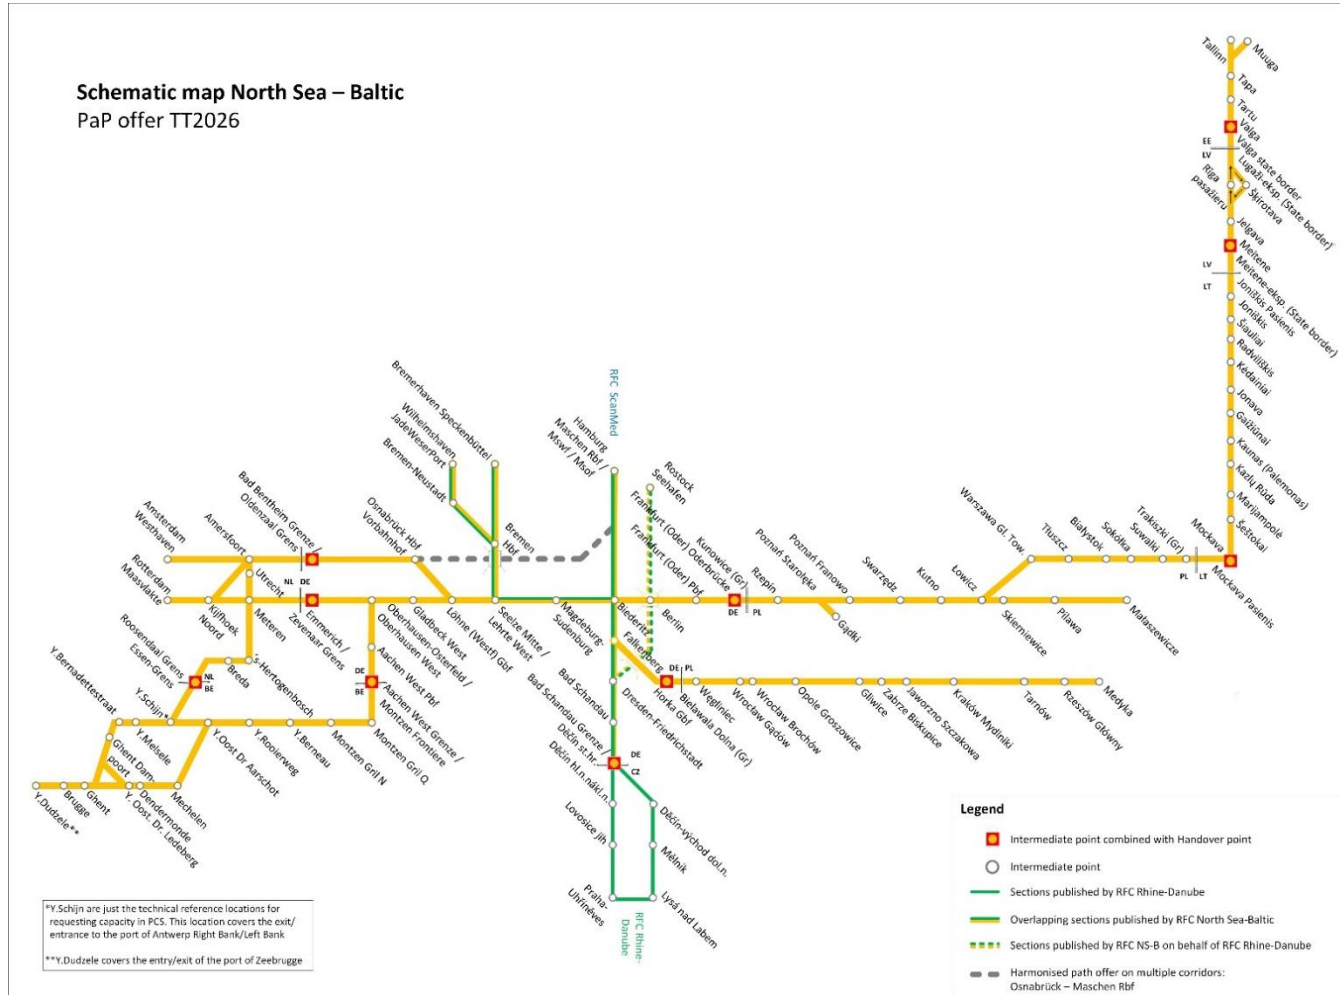 Schematic map North Sea – Baltic
PaP offer TT2026
Tallinn
Muuga
Tapa
Tartu
Valga
EE
LV
Valga state border
Lugaži-eksp. (State border)
Rīga
pasažieru
Šķirotava
Jelgava
Meitene
LV
LT
Meitene-eksp. (State border)
Joniškis Pasienis
Joniškis
Šiauliai
Radviliškis
Kėdainiai
Jonava
Gaižiūnai
Kaunas (Palemonas)
Kazlų Rūda
Marijampolė
Šeštokai
Mockava
Mockava Pasienis
PL
LT
Trakiszki (Gr)
Suwałki
Sokółka
Białystok
Tłuszcz
Warszawa Gł. Tow.
Łowicz
Skierniewice
Pilawa
Małaszewicze
Kutno
Swarzędz
Poznań Franowo
Poznań Starołęka
Gądki
Rzepin
Kunowice (Gr)
DE
PL
Frankfurt (Oder) Oderbrücke
Frankfurt (Oder) Pbf
Rostock
Seehafen
Berlin
RFC ScanMed
Hamburg
Maschen Rbf /
Mswf / Msof
Biederitz
Magdeburg-
Sudenburg
Bremerhaven Speckenbüttel
Wilhelmshaven
JadeWeserPort
Bremen-Neustadt
Bremen
Hbf
Seelze Mitte /
Lehrte West
Löhne (Westf) Gbf
Osnabrück Hbf
Vorbahnhof
Gladbeck West
Oberhausen-Osterfeld /
Oberhausen West
Bad Bentheim Grenze /
Oldenzaal Grens
NL
DE
Emmerich /
Zevenaar Grens
Amersfoort
Amsterdam
Westhaven
Rotterdam
Maasvlakte
Kijfhoek
Noord
Utrecht
Meteren
's-Hertogenbosch
Breda
Roosendaal Grens
Essen-Grens
NL
BE
Aachen West Pbf
DE
BE
Aachen West Grenze /
Montzen Frontiere
Montzen Gril Q
Montzen Gril N
Y.Berneau
Y.Rooierweg
Y.Oost Dr Aarschot
Y.Schijn*
Y.Melsele
Y.Bernadettestraat
Ghent Dam
poort
Y.Dudzele**
Brugge
Ghent
Y. Oost. Dr. Ledeberg
Dendermonde
Mechelen
Falkenberg
DE
PL
Horka Gbf
Bielawa Dolna (Gr)
Węgliniec
Wrocław Gądów
Wrocław Brochów
Opole Groszowice
Gliwice
Zabrze Biskupice
Jaworzno Szczakowa
Kraków Mydlniki
Tarnów
Rzeszów Główny
Medyka
Dresden-Friedrichstadt
Bad Schandau
Bad Schandau Grenze /
Děčín st.hr.
DE
CZ
Děčín hl.n.nákl.n.
Lovosice jih
Praha-
Uhříněves
Děčín-východ dol.n.
Mělník
Lysá nad Labem
RFC Rhine-
Danube
Legend
Intermediate point combined with Handover point
Intermediate point
Sections published by RFC Rhine-Danube
Overlapping sections published by RFC North Sea-Baltic
Sections published by RFC NS-B on behalf of RFC Rhine-Danube
Harmonised path offer on multiple corridors:
Osnabrück – Maschen Rbf
*Y.Schijn are just the technical reference locations for
requesting capacity in PCS. This location covers the exit/
entrance to the port of Antwerp Right Bank/Left Bank
**Y.Dudzele covers the entry/exit of the port of Zeebrugge